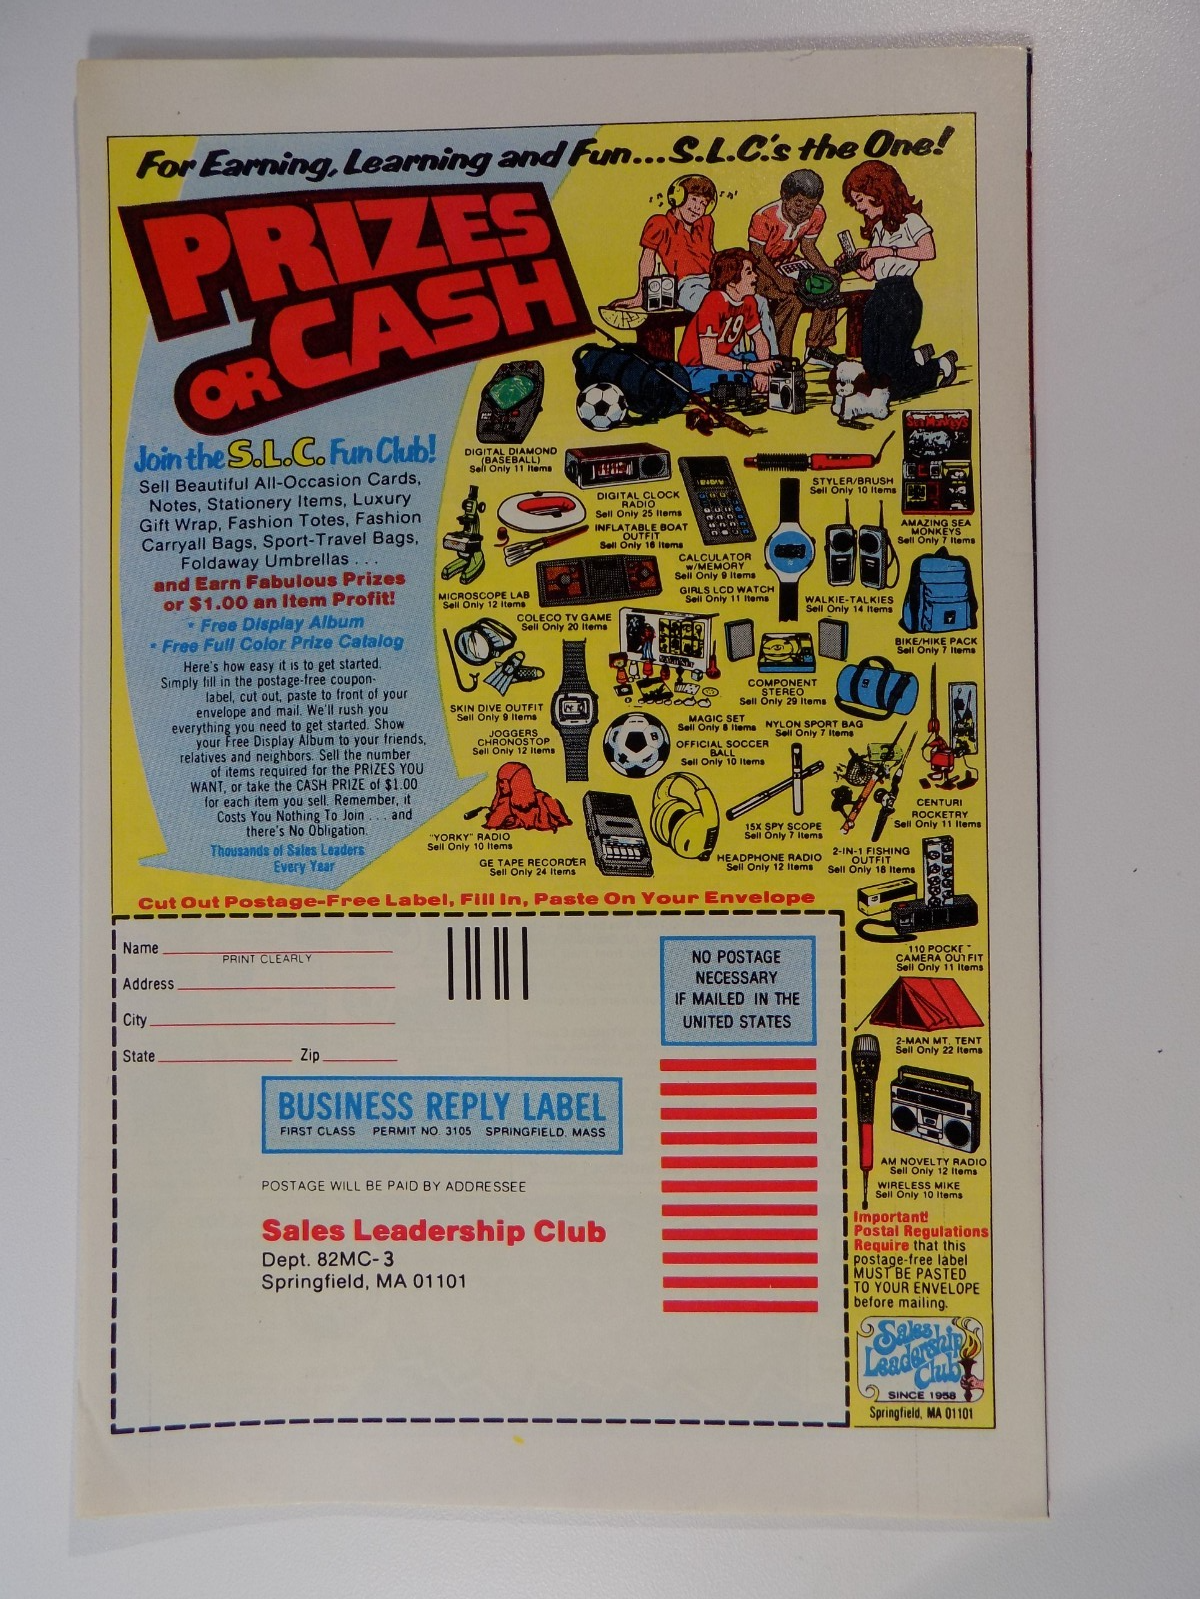 For Earning, Learning and Fun...S.L.C.'s the One!
PRIZES
OR CASH
Join the S.L.C. Fun Club!
Sell Beautiful All-Occasion Cards,
Notes, Stationery Items, Luxury
Gift Wrap, Fashion Totes, Fashion
Carryall Bags, Sport-Travel Bags,
Foldaway Umbrellas . . .
and Earn Fabulous Prizes
or $1.00 an Item Profit!
* Free Display Album
* Free Full Color Prize Catalog
Here's how easy it is to get started.
Simply fill in the postage-free coupon-
label, cut out, paste to front of your
envelope and mail. We'll rush you
everything you need to get started. Show
your Free Display Album to your friends,
relatives and neighbors. Sell the number
of items required for the PRIZES YOU
WANT, or take the CASH PRIZE of $1.00
for each item you sell. Remember, it
Costs You Nothing To Join . . . and
there's No Obligation.
Thousands of Sales Leaders
Every Year
19
DIGITAL DIAMOND
(BASEBALL)
Sell Only 11 Items
DIGITAL CLOCK
RADIO
Sell Only 25 Items
STYLER/BRUSH
Sell Only 10 Items
Sea Monkeys
AMAZING SEA
MONKEYS
Sell Only 7 Items
INFLATABLE BOAT
OUTFIT
Sell Only 16 Items
CALCULATOR
w/MEMORY
Sell Only 9 Items
MICROSCOPE LAB
Sell Only 12 Items
GIRLS LCD WATCH
Sell Only 11 Items
WALKIE-TALKIES
Sell Only 14 Items
COLECO TV GAME
Sell Only 20 Items
BIKE/HIKE PACK
Sell Only 7 Items
SKIN DIVE OUTFIT
Sell Only 9 Items
COMPONENT
STEREO
Sell Only 29 Items
MAGIC SET
Sell Only 8 Items
NYLON SPORT BAG
Sell Only 7 Items
JOGGERS
CHRONOSTOP
Sell Only 12 Items
OFFICIAL SOCCER
BALL
Sell Only 10 Items
CENTURI
ROCKETRY
Sell Only 11 Items
"YORKY" RADIO
Sell Only 10 Items
15X SPY SCOPE
Sell Only 7 Items
2-IN-1 FISHING
OUTFIT
Sell Only 18 Items
GE TAPE RECORDER
Sell Only 24 Items
HEADPHONE RADIO
Sell Only 12 Items
110 POCKET
CAMERA OUTFIT
Sell Only 11 Items
2-MAN MT. TENT
Sell Only 22 Items
AM NOVELTY RADIO
Sell Only 12 Items
WIRELESS MIKE
Sell Only 10 Items
Important!
Postal Regulations
Require that this
postage-free label
MUST BE PASTED
TO YOUR ENVELOPE
before mailing.
Sales
Leadership
Club
SINCE 1958
Springfield, MA 01101
Cut Out Postage-Free Label, Fill In, Paste On Your Envelope
Name
PRINT CLEARLY
Address
City
State Zip
NO POSTAGE
NECESSARY
IF MAILED IN THE
UNITED STATES
BUSINESS REPLY LABEL
FIRST CLASS PERMIT NO. 3105 SPRINGFIELD, MASS
POSTAGE WILL BE PAID BY ADDRESSEE
Sales Leadership Club
Dept. 82MC-3
Springfield, MA 01101